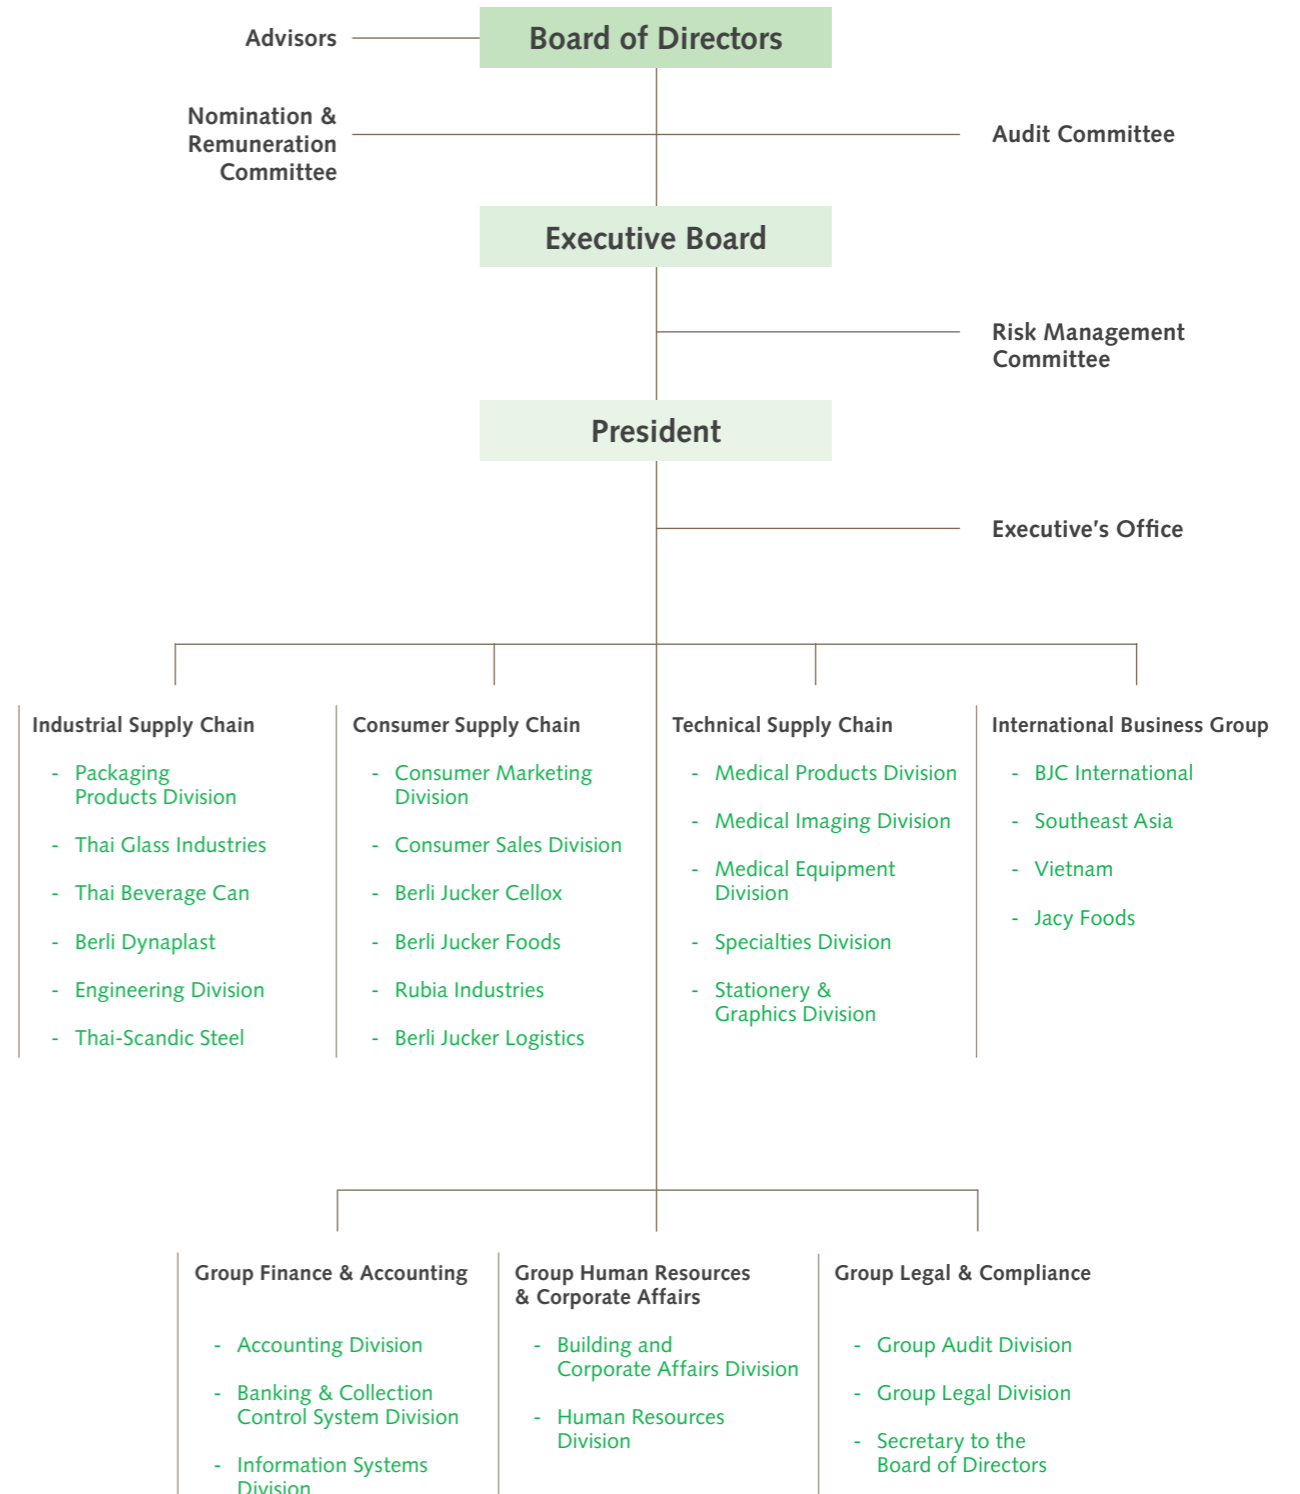 Advisors
Board of Directors
Nomination &
Remuneration
Committee
Audit Committee
Executive Board
Risk Management
Committee
President
Executive's Office
Industrial Supply Chain
- Packaging
Products Division
- Thai Glass Industries
- Thai Beverage Can
- Berli Dynaplast
- Engineering Division
- Thai-Scandic Steel
Consumer Supply Chain
- Consumer Marketing
Division
- Consumer Sales Division
- Berli Jucker Cellox
- Berli Jucker Foods
- Rubia Industries
- Berli Jucker Logistics
Technical Supply Chain
- Medical Products Division
- Medical Imaging Division
- Medical Equipment
Division
- Specialties Division
- Stationery &
Graphics Division
International Business Group
- BJC International
- Southeast Asia
- Vietnam
- Jacy Foods
Group Finance & Accounting
- Accounting Division
- Banking & Collection
Control System Division
- Information Systems
Division
Group Human Resources
& Corporate Affairs
- Building and
Corporate Affairs Division
- Human Resources
Division
Group Legal & Compliance
- Group Audit Division
- Group Legal Division
- Secretary to the
Board of Directors